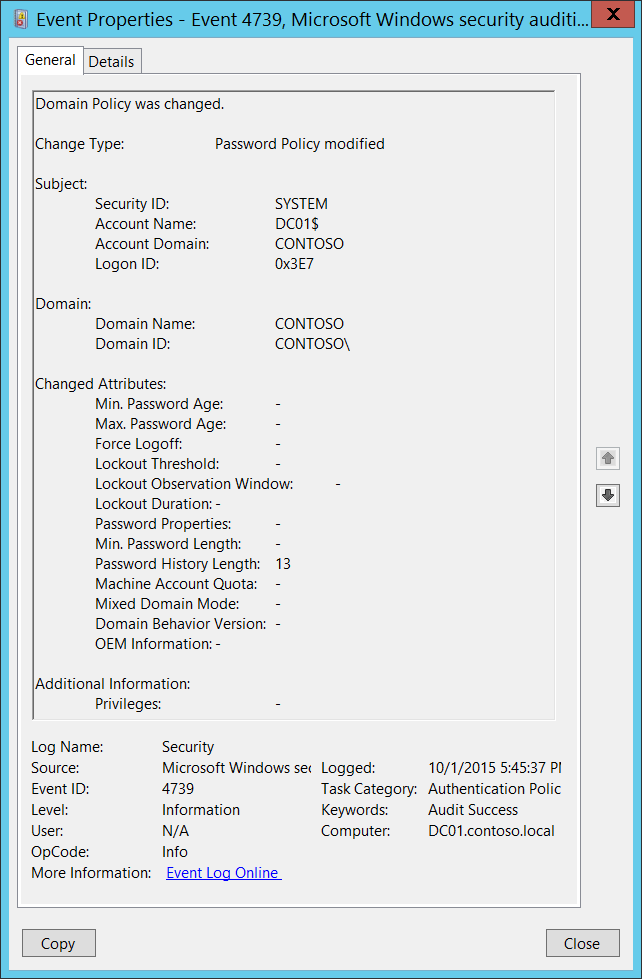 Event Properties - Event 4739, Microsoft Windows security auditi...
General
Details
Domain Policy was changed.
Change Type: Password Policy modified
Subject:
Security ID: SYSTEM
Account Name: DC01$
Account Domain: CONTOSO
Logon ID: 0x3E7
Domain:
Domain Name: CONTOSO
Domain ID: CONTOSO\
Changed Attributes:
Min. Password Age: -
Max. Password Age: -
Force Logoff: -
Lockout Threshold: -
Lockout Observation Window: -
Lockout Duration: -
Password Properties: -
Min. Password Length: -
Password History Length: 13
Machine Account Quota: -
Mixed Domain Mode: -
Domain Behavior Version: -
OEM Information: -
Additional Information:
Privileges: -
Log Name: Security
Source: Microsoft Windows sec Logged: 10/1/2015 5:45:37 PM
Event ID: 4739 Task Category: Authentication Polic
Level: Information Keywords: Audit Success
User: N/A Computer: DC01.contoso.local
OpCode: Info
More Information: Event Log Online
Copy
Close